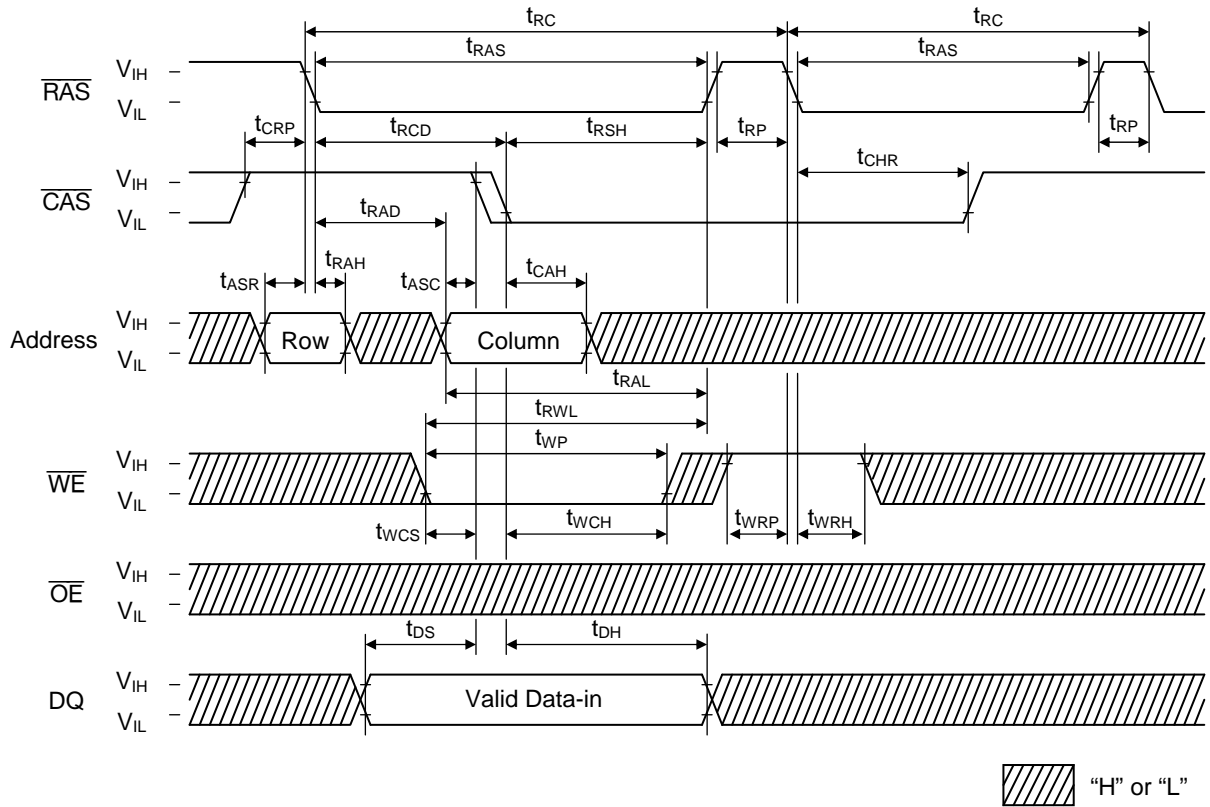 tRC tRC
tRAS tRAS
RAS VIH
VIL
tCRP tRCD tRSH tRP tRP
tCHR
CAS VIH
VIL
tRAD
tASR tRAH tASC tCAH
Address VIH
VIL
Row Column
tRAL
tRWL
tWP
WE VIH
VIL
tWCS tWCH tWRP tWRH
OE VIH
VIL
tDS tDH
DQ VIH
VIL
Valid Data-in
“H” or “L”